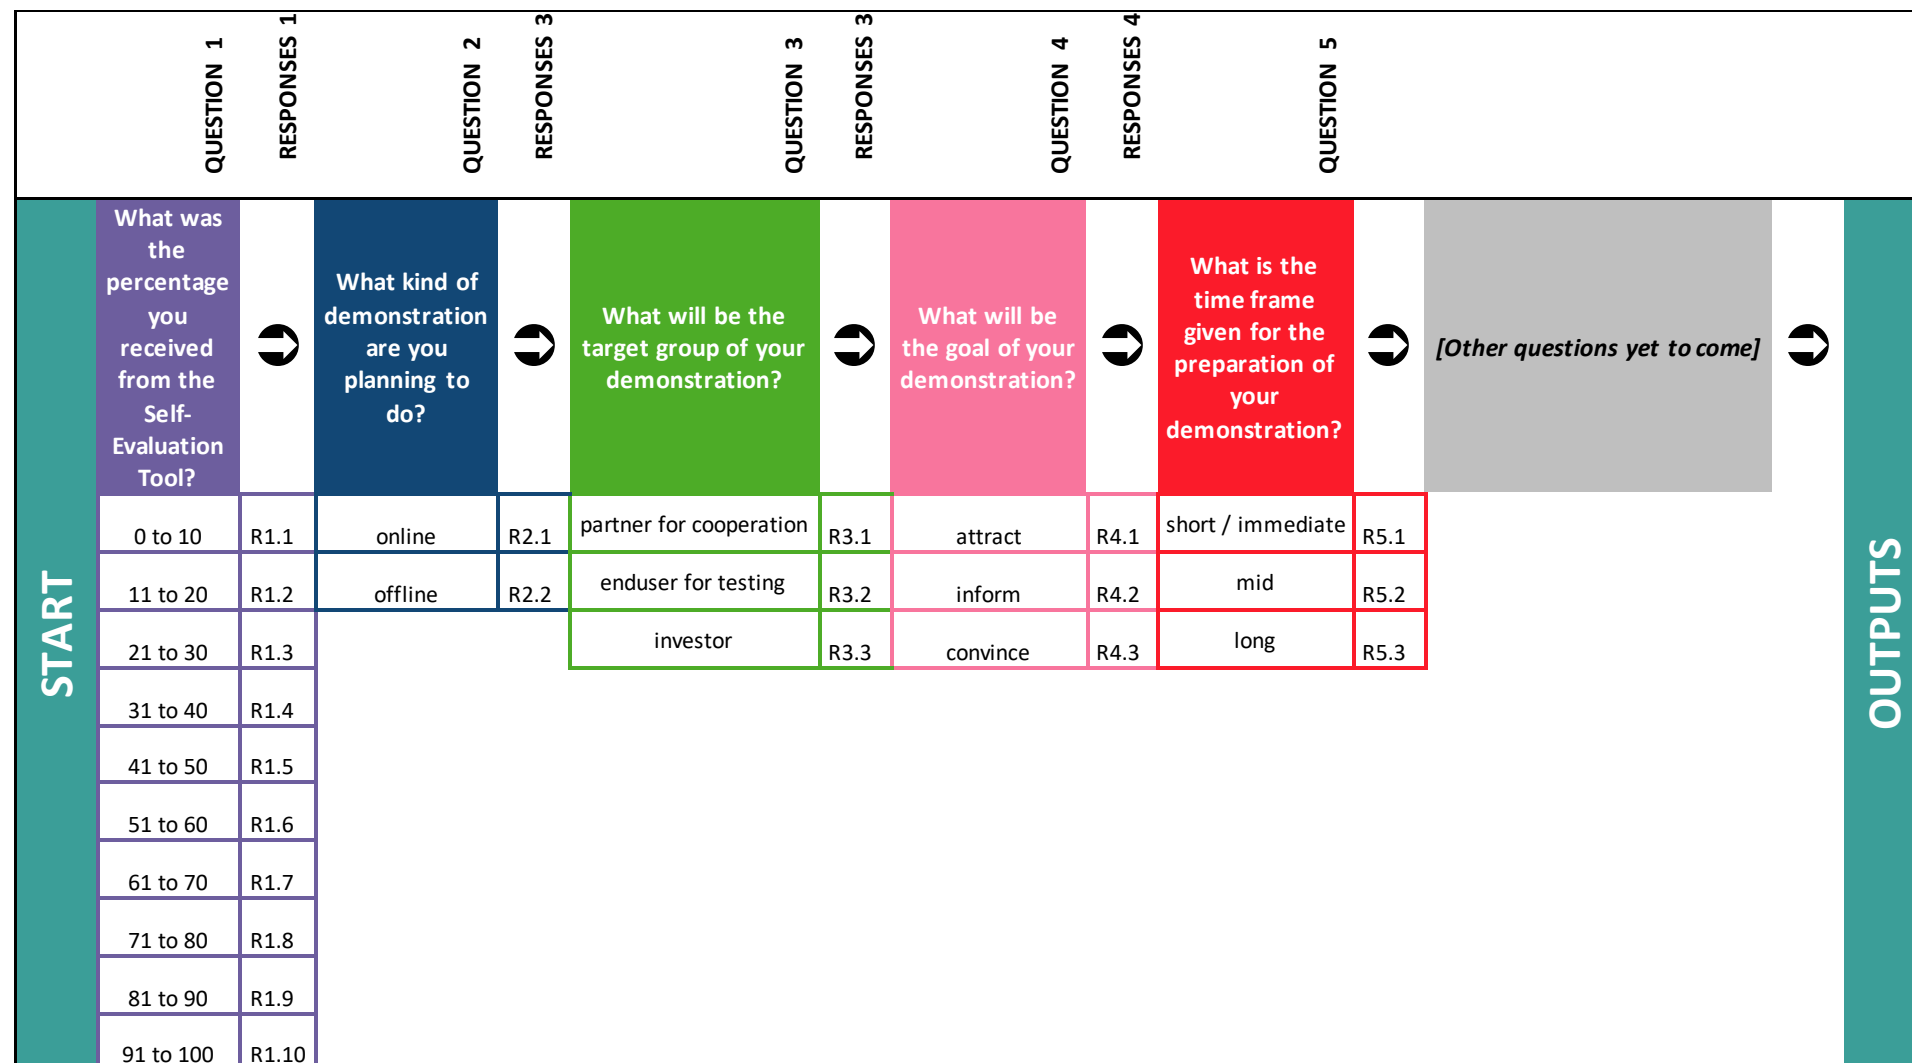 QUESTION 1
RESPONSES 1
QUESTION 2
RESPONSES 3
QUESTION 3
RESPONSES 3
QUESTION 4
RESPONSES 4
QUESTION 5
START
What was
the
percentage
you
received
from the
Self-
Evaluation
Tool?
What kind of
demonstration
are you
planning to
do?
What will be the
target group of your
demonstration?
What will be
the goal of your
demonstration?
What is the
time frame
given for the
preparation of
your
demonstration?
[Other questions yet to come]
OUTPUTS
0 to 10 R1.1 online R2.1 partner for cooperation R3.1 attract R4.1 short / immediate R5.1
11 to 20 R1.2 offline R2.2 enduser for testing R3.2 inform R4.2 mid R5.2
21 to 30 R1.3 investor R3.3 convince R4.3 long R5.3
31 to 40 R1.4
41 to 50 R1.5
51 to 60 R1.6
61 to 70 R1.7
71 to 80 R1.8
81 to 90 R1.9
91 to 100 R1.10